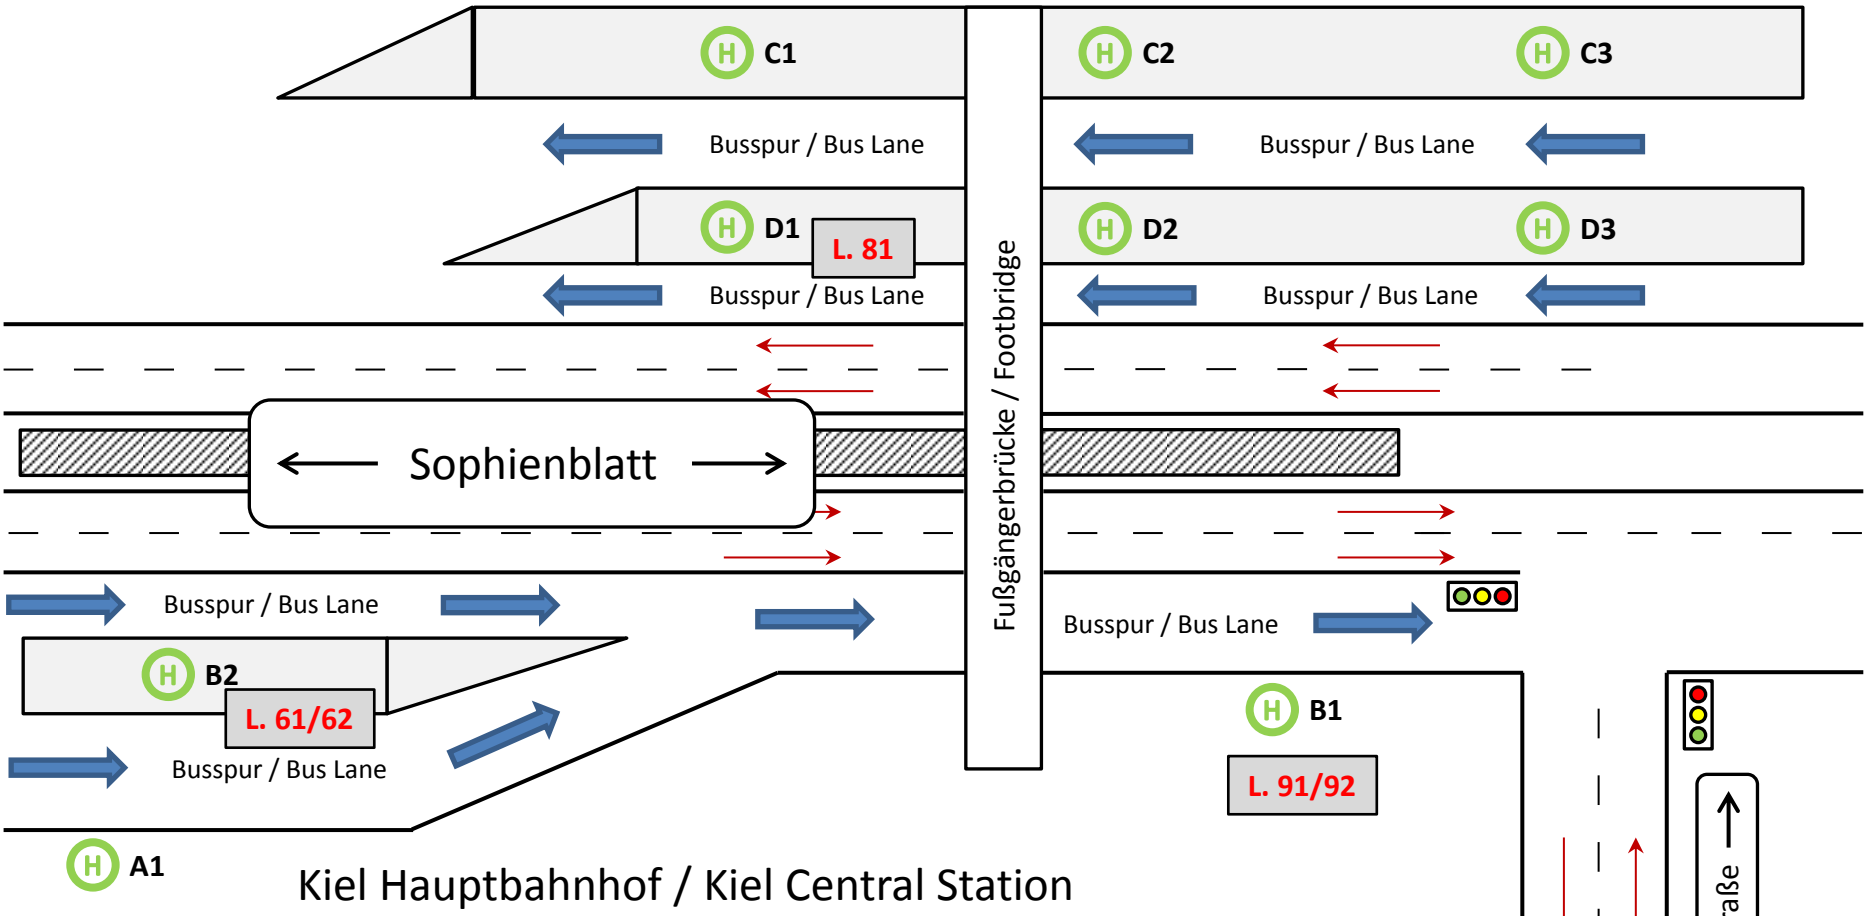 H C1
H C2
H C3
Busspur / Bus Lane
Busspur / Bus Lane
H D1
L. 81
H D2
H D3
Busspur / Bus Lane
Busspur / Bus Lane
Fußgängerbrücke / Footbridge
Sophienblatt
Busspur / Bus Lane
Busspur / Bus Lane
H B2
L. 61/62
Busspur / Bus Lane
H B1
L. 91/92
H A1
Kiel Hauptbahnhof / Kiel Central Station
raße